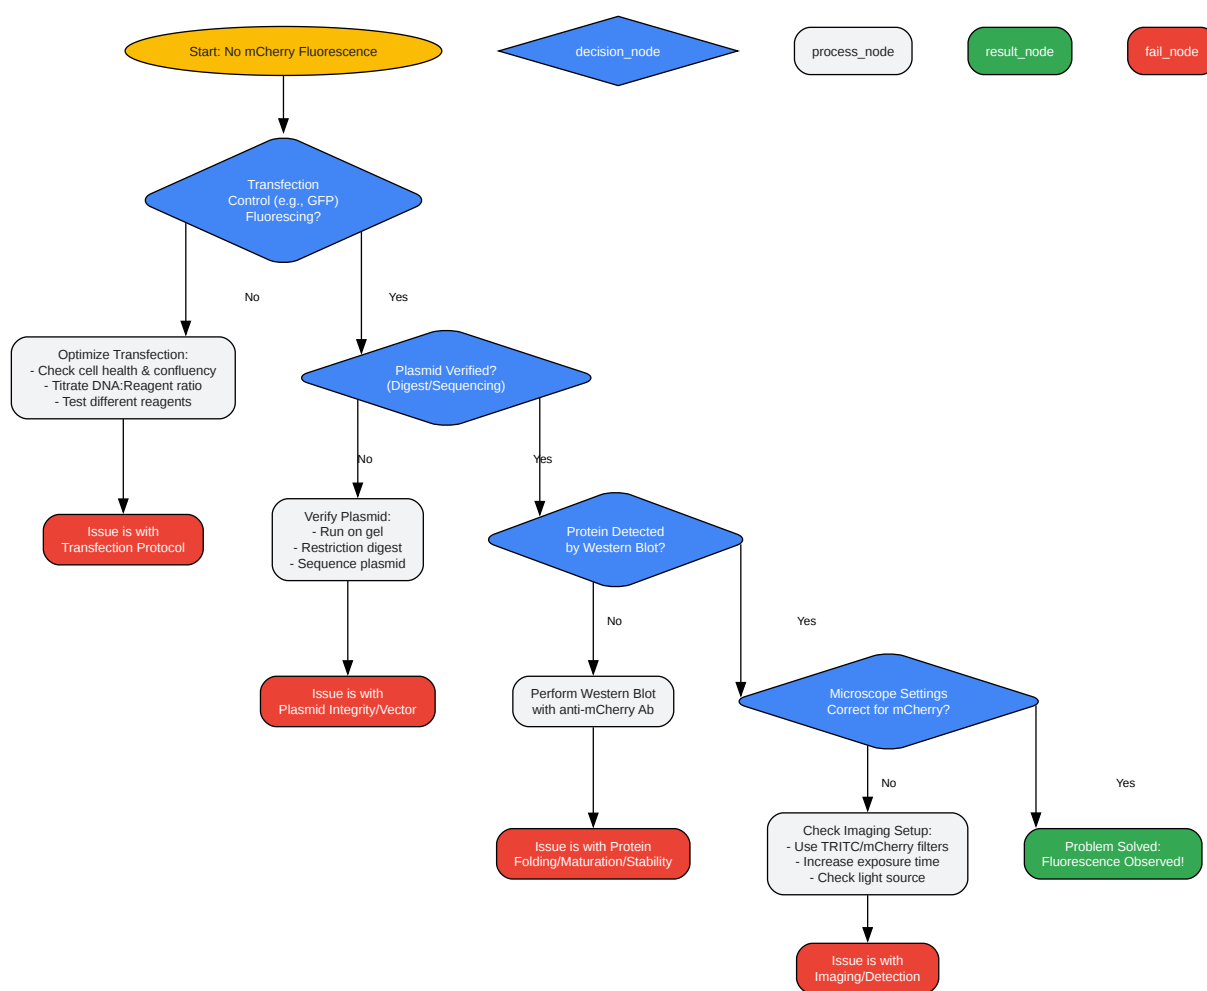 Start: No mCherry Fluorescence
decision_node
process_node
result_node
fail_node
Transfection
Control (e.g., GFP)
Fluorescing?
No
Yes
Optimize Transfection:
- Check cell health & confluency
- Titrate DNA:Reagent ratio
- Test different reagents
Plasmid Verified?
(Digest/Sequencing)
No
Yes
Issue is with
Transfection Protocol
Verify Plasmid:
- Run on gel
- Restriction digest
- Sequence plasmid
Protein Detected
by Western Blot?
No
Yes
Issue is with
Plasmid Integrity/Vector
Perform Western Blot
with anti-mCherry Ab
Microscope Settings
Correct for mCherry?
No
Yes
Issue is with Protein
Folding/Maturation/Stability
Check Imaging Setup:
- Use TRITC/mCherry filters
- Increase exposure time
- Check light source
Problem Solved:
Fluorescence Observed!
Issue is with
Imaging/Detection